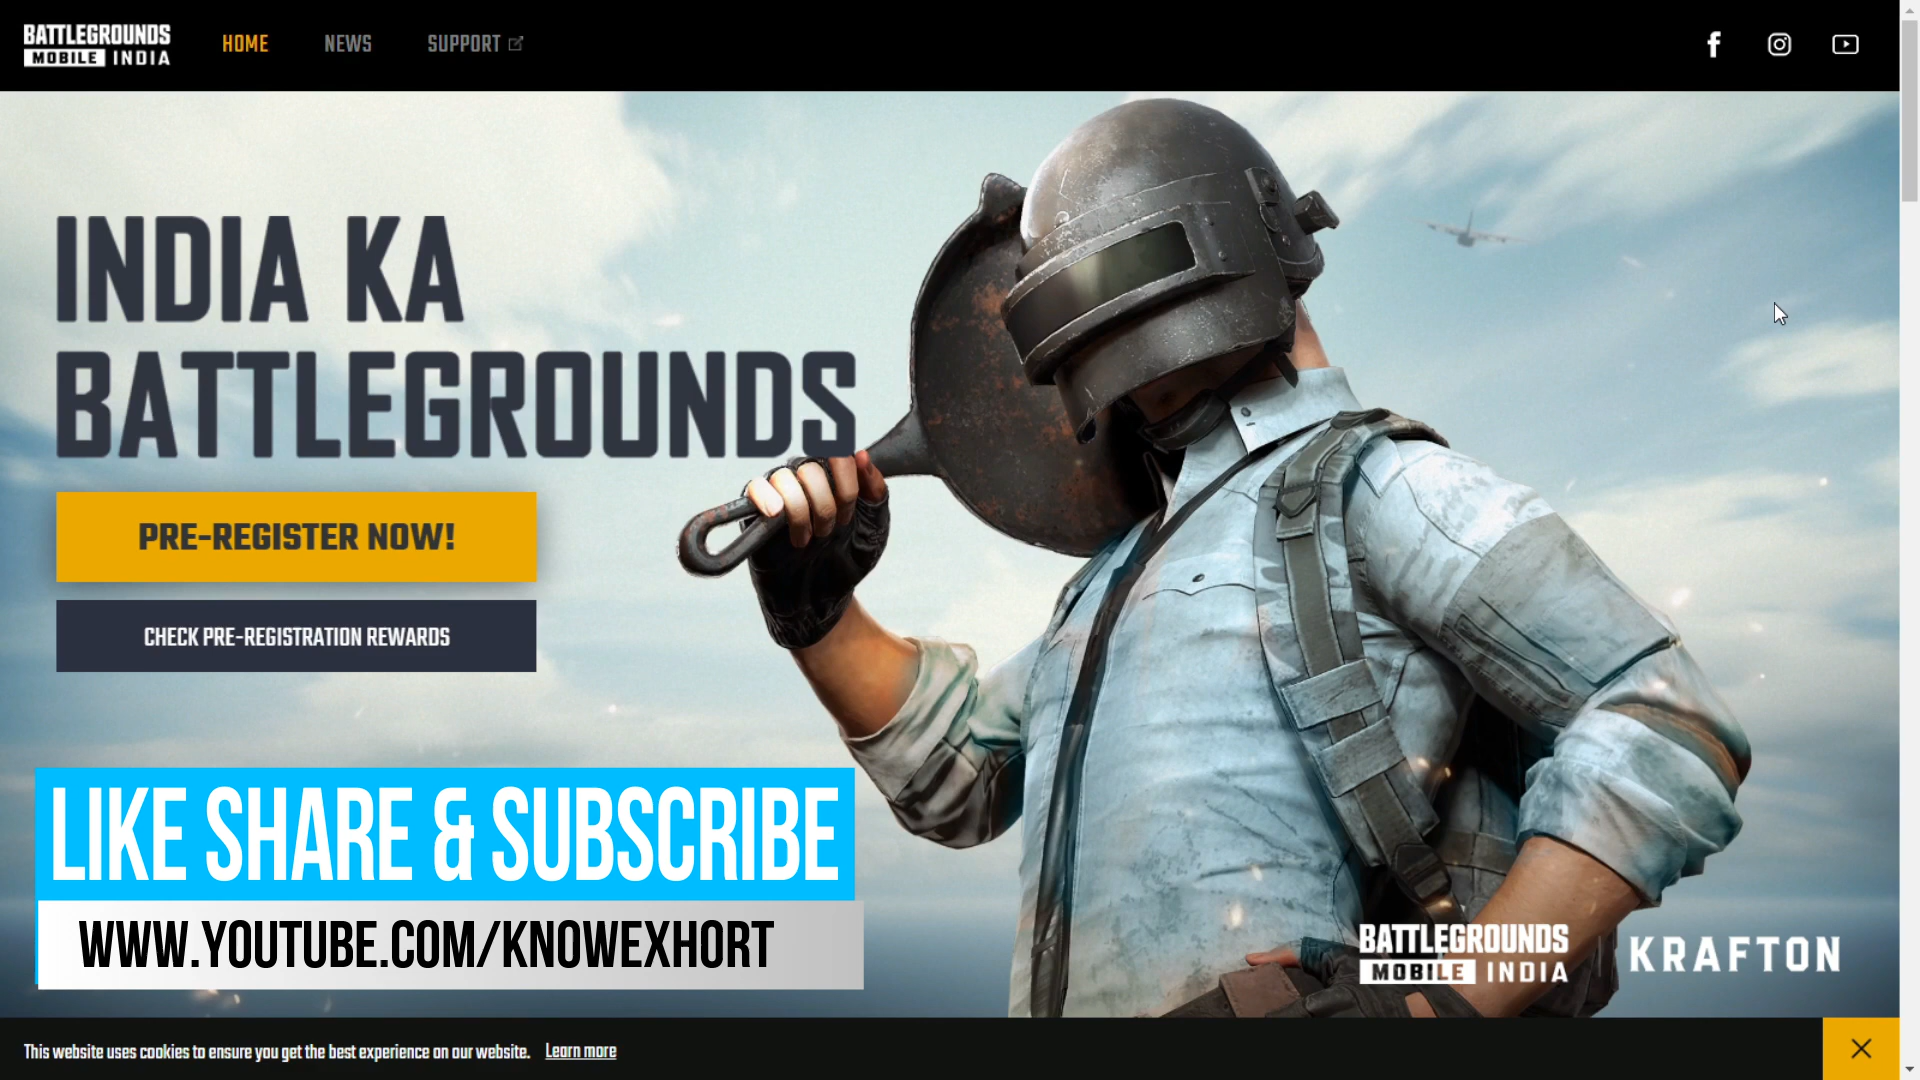 BATTLEGROUNDS
MOBILE INDIA
HOME NEWS SUPPORT
INDIA KA
BATTLEGROUNDS
PRE-REGISTER NOW!
CHECK PRE-REGISTRATION REWARDS
LIKE SHARE & SUBSCRIBE
WWW.YOUTUBE.COM/KNOWEXHORT
BATTLEGROUNDS
MOBILE INDIA
KRAFTON
This website uses cookies to ensure you get the best experience on our website. Learn more